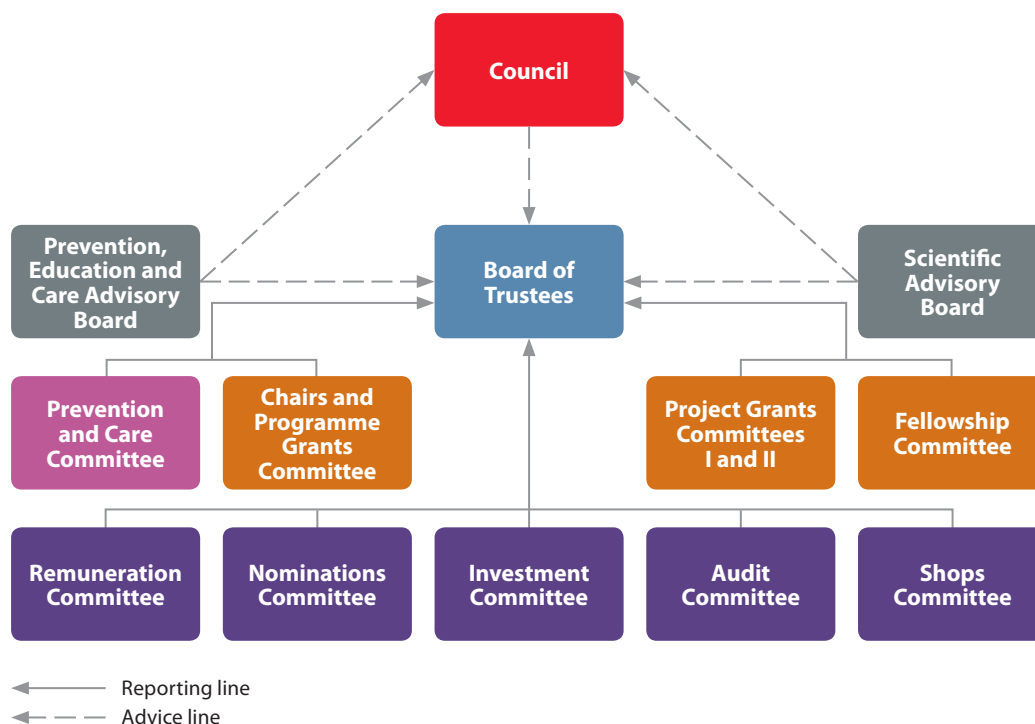 Council
Prevention,
Education and
Care Advisory
Board
Board of
Trustees
Scientific
Advisory
Board
Prevention
and Care
Committee
Chairs and
Programme
Grants
Committee
Project Grants
Committees
I and II
Fellowship
Committee
Remuneration
Committee
Nominations
Committee
Investment
Committee
Audit
Committee
Shops
Committee
Reporting line
Advice line